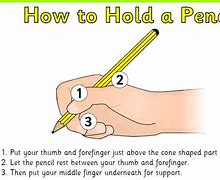 How to Hold a Penc
2
1
3
1. Put your thumb and forefinger just above the cone shaped part
2. Let the pencil rest between your thumb and forefinger.
3. Then put your middle finger underneath for support.